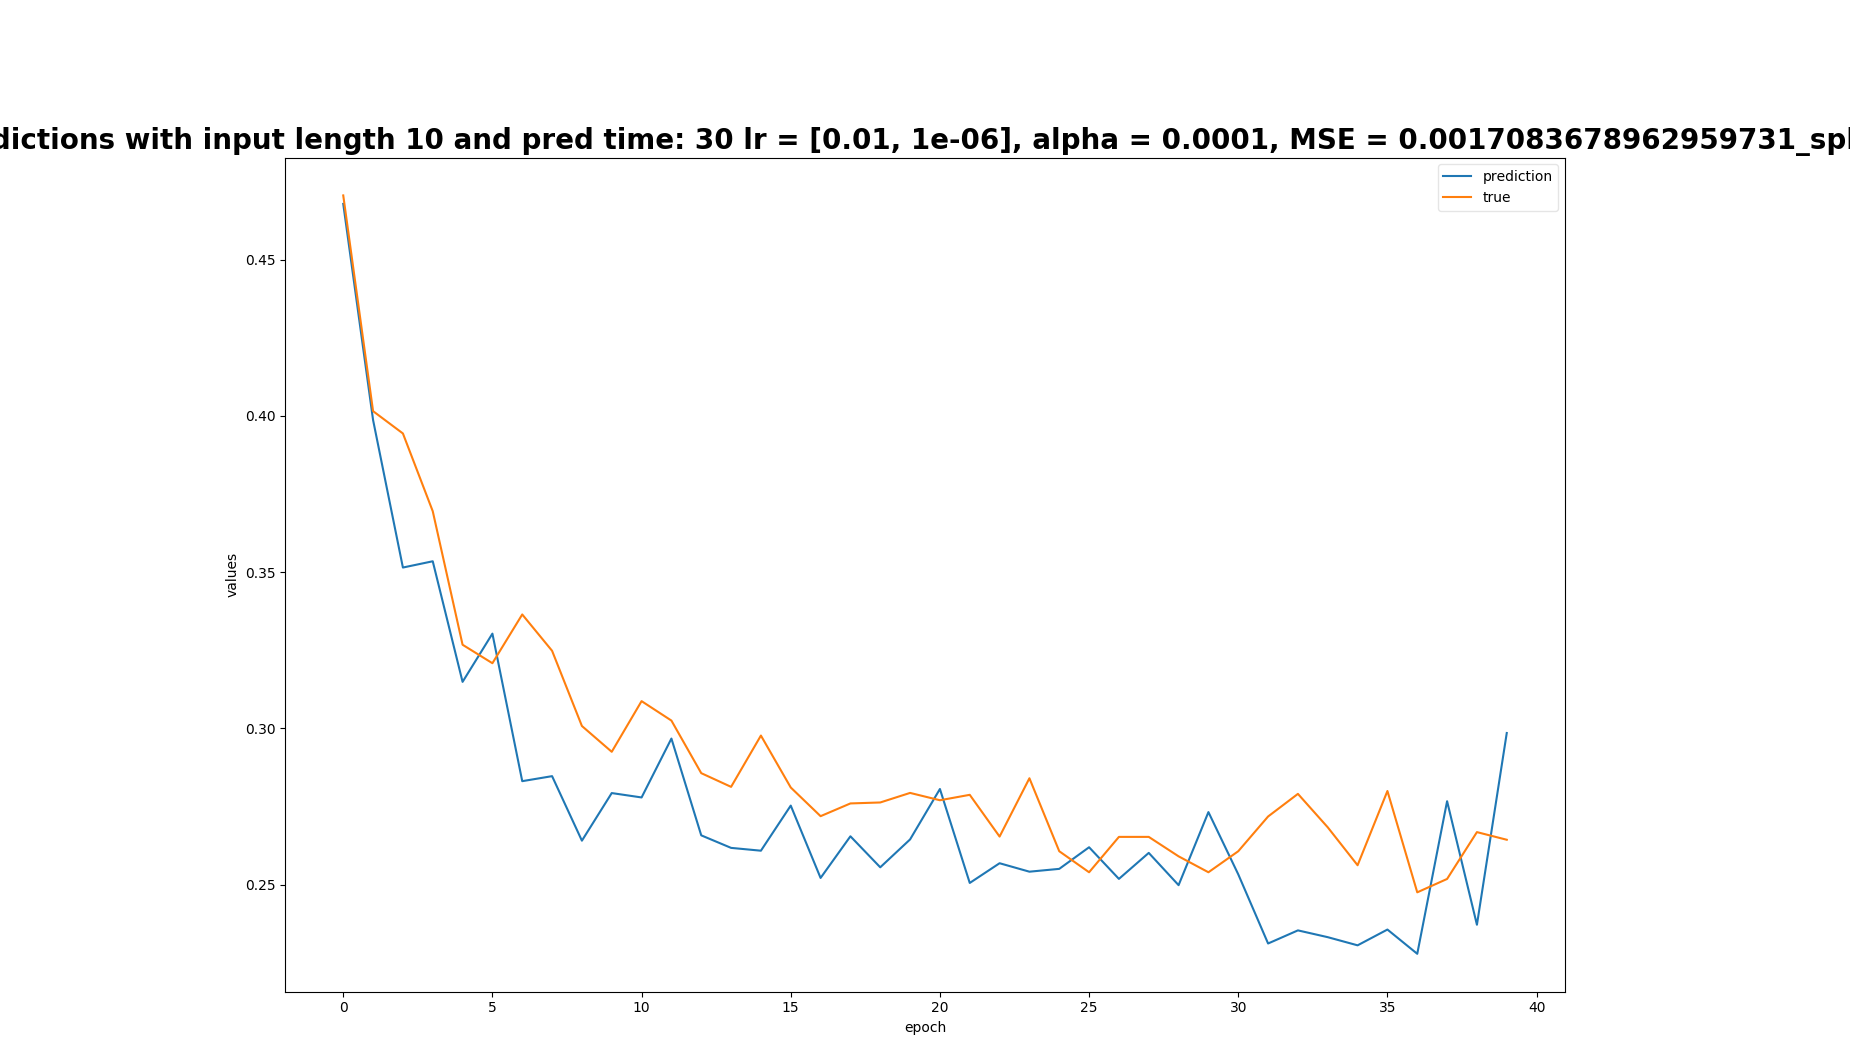 dictions with input length 10 and pred time: 30 lr = [0.01, 1e-06], alpha = 0.0001, MSE = 0.0017083678962959731_spl
prediction
true
0.45
0.40
0.35
0.30
0.25
values
0 5 10 15 20 25 30 35 40
epoch